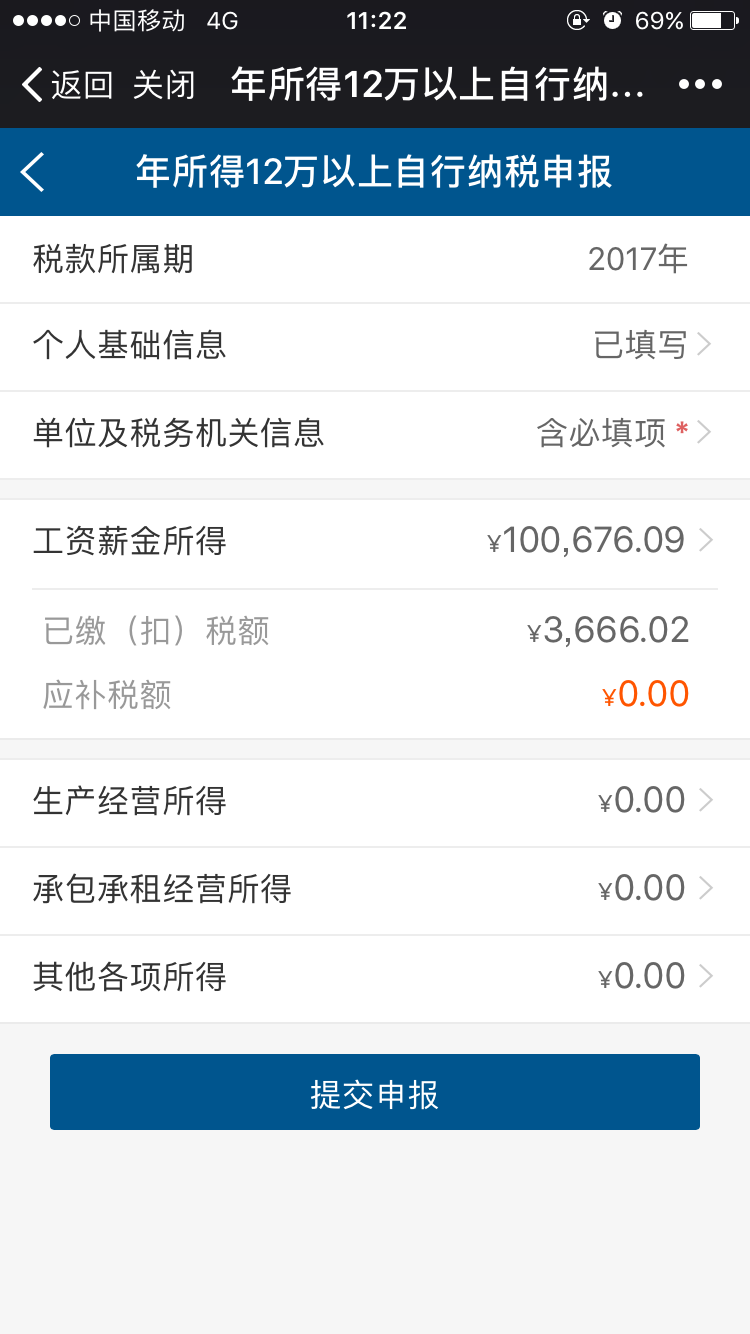 中国移动 4G 11:22 69%
返回 关闭 年所得12万以上自行纳...
年所得12万以上自行纳税申报
税款所属期 2017年
个人基础信息 已填写
单位及税务机关信息 含必填项 *
工资薪金所得 ¥100,676.09
已缴（扣）税额 ¥3,666.02
应补税额 ¥0.00
生产经营所得 ¥0.00
承包承租经营所得 ¥0.00
其他各项所得 ¥0.00
提交申报